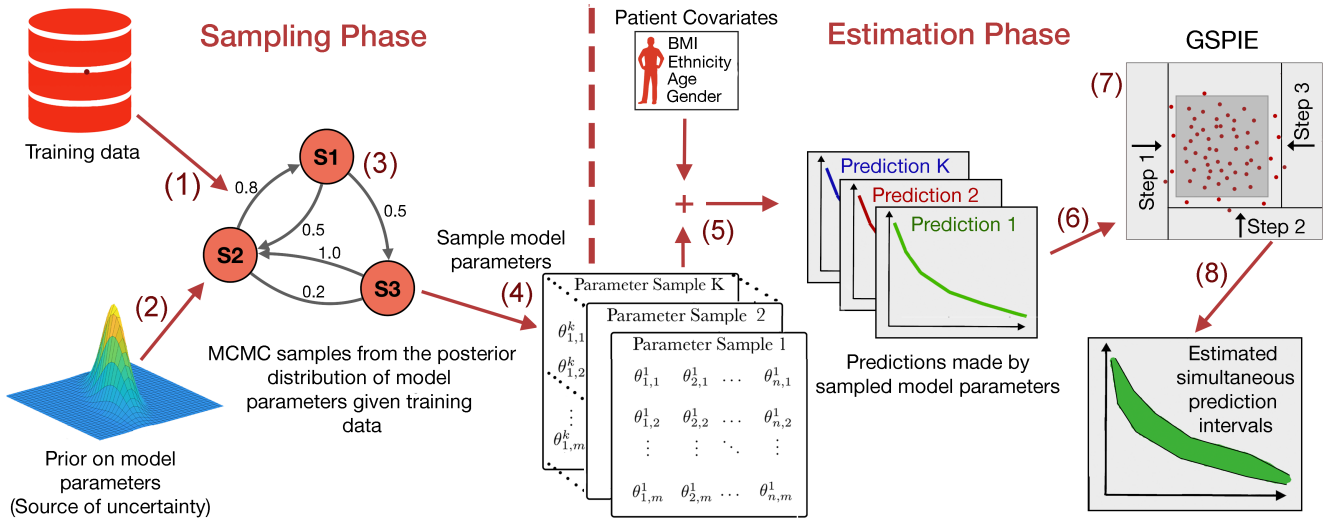 Sampling Phase
Training data
(1)
(2)
0.8
S1
(3)
0.5
0.5
1.0
S2
S3
0.2
Prior on model
parameters
(Source of uncertainty)
MCMC samples from the posterior
distribution of model
parameters given training
data
Sample model
parameters
(4)
Parameter Sample K
θ^k_{1,1}
θ^k_{1,2}
⋮
θ^k_{1,m}
Parameter Sample 2
Parameter Sample 1
θ^1_{1,1} θ^1_{2,1} … θ^1_{n,1}
θ^1_{1,2} θ^1_{2,2} … θ^1_{n,2}
⋮ ⋮ ⋱ ⋮
θ^1_{1,m} θ^1_{2,m} … θ^1_{n,m}
Patient Covariates
BMI
Ethnicity
Age
Gender
+
(5)
Estimation Phase
Prediction K
Prediction 2
Prediction 1
Predictions made by
sampled model parameters
(6)
GSPIE
(7)
Step 1
Step 2
Step 3
(8)
Estimated
simultaneous
prediction
intervals